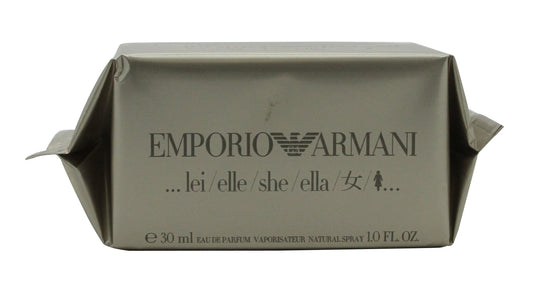 EMPORIO ARMANI
...lei/elle/she/ella/女/...
℮ 30 ml EAU DE PARFUM VAPORISATEUR NATURAL SPRAY 1.0 FL. OZ.